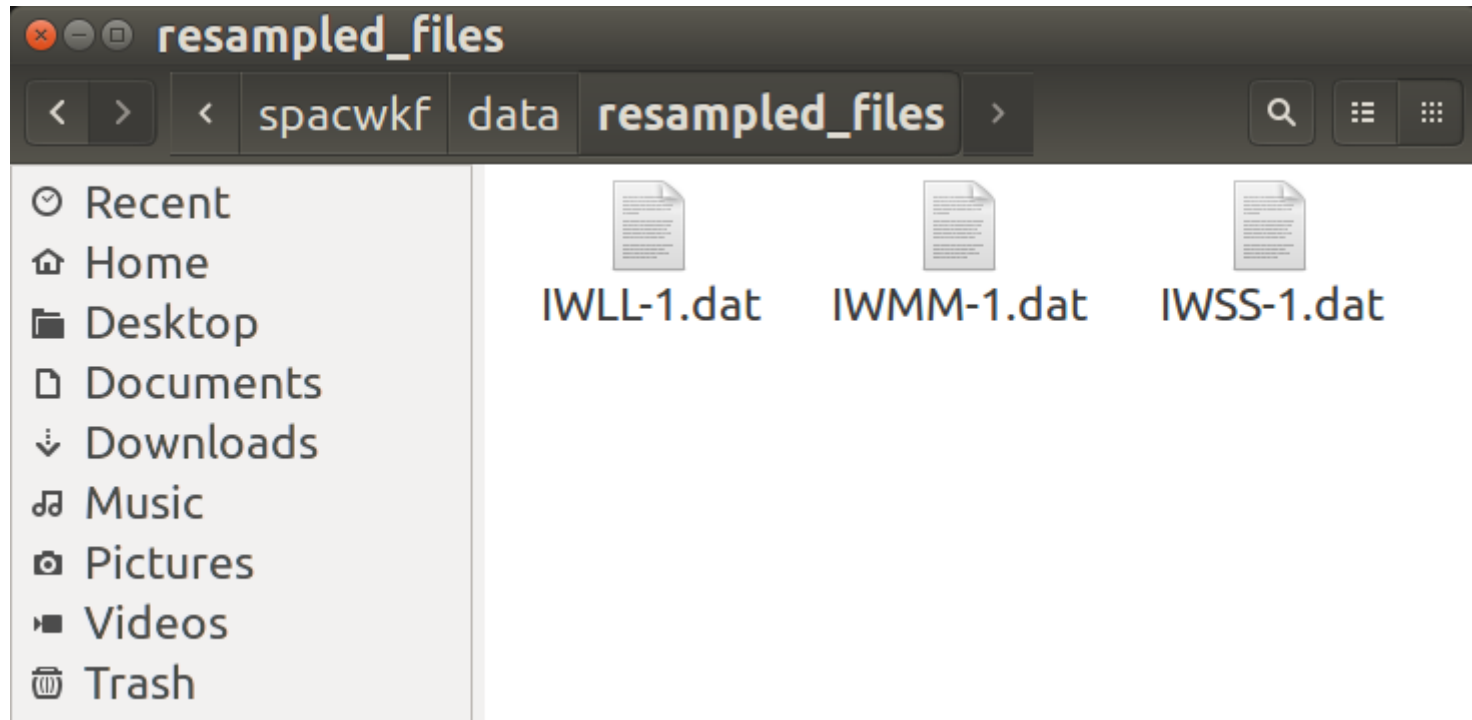 resampled_files
spacwkf data resampled_files
Recent
Home
Desktop
Documents
Downloads
Music
Pictures
Videos
Trash
IWLL-1.dat IWMM-1.dat IWSS-1.dat